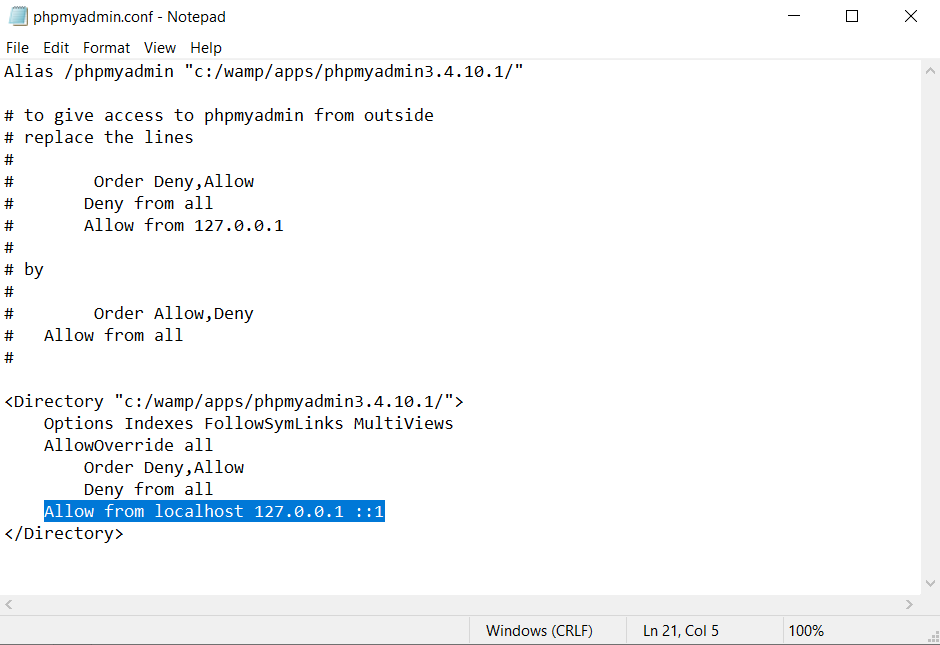 phpmyadmin.conf - Notepad
File Edit Format View Help
Alias /phpmyadmin "c:/wamp/apps/phpmyadmin3.4.10.1/"
# to give access to phpmyadmin from outside
# replace the lines
#
#        Order Deny,Allow
#       Deny from all
#       Allow from 127.0.0.1
#
# by
#
#        Order Allow,Deny
#   Allow from all
#
<Directory "c:/wamp/apps/phpmyadmin3.4.10.1/">
    Options Indexes FollowSymLinks MultiViews
    AllowOverride all
        Order Deny,Allow
        Deny from all
    Allow from localhost 127.0.0.1 ::1
</Directory>
Windows (CRLF) Ln 21, Col 5 100%